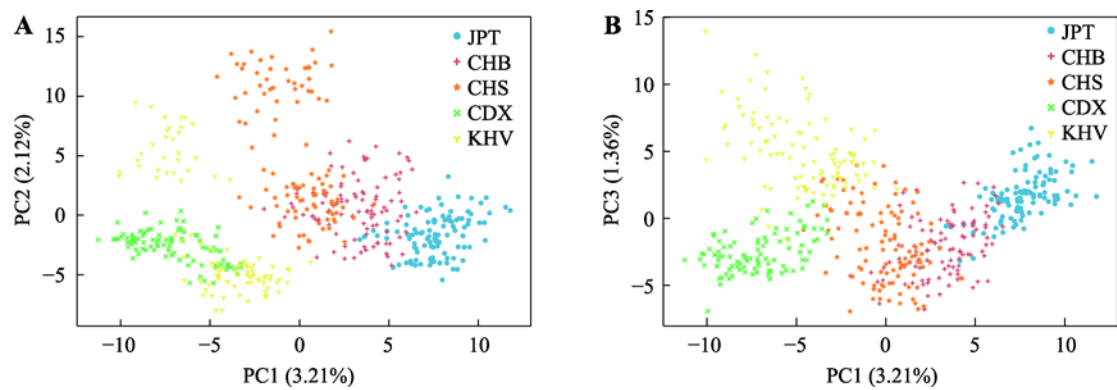 A
15
10
5
0
−5
PC2 (2.12%)
JPT
CHB
CHS
CDX
KHV
−10 −5 0 5 10
PC1 (3.21%)
B
15
10
5
0
−5
PC3 (1.36%)
JPT
CHB
CHS
CDX
KHV
−10 −5 0 5 10
PC1 (3.21%)